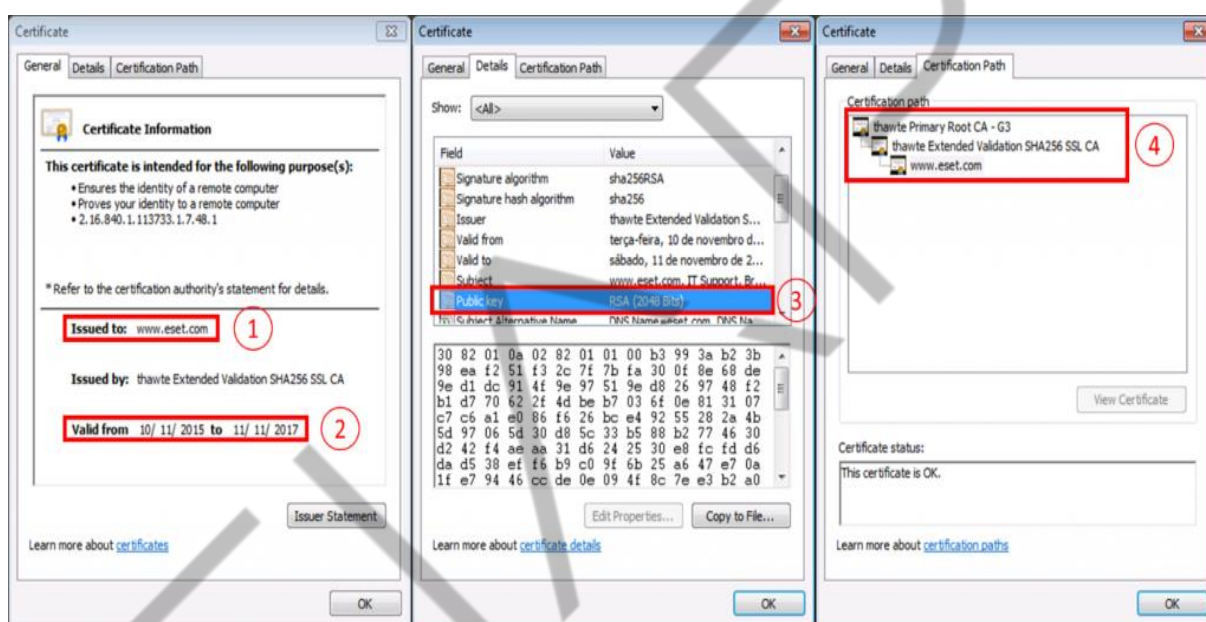 Certificate
General Details Certification Path
Certificate Information
This certificate is intended for the following purpose(s):
• Ensures the identity of a remote computer
• Proves your identity to a remote computer
• 2.16.840.1.113733.1.7.48.1
* Refer to the certification authority's statement for details.
Issued to: www.eset.com
1
Issued by: thawte Extended Validation SHA256 SSL CA
Valid from 10/ 11/ 2015 to 11/ 11/ 2017
2
Issuer Statement
Learn more about certificates
OK
Certificate
General Details Certification Path
Show: <All>
Field Value
Signature algorithm sha256RSA
Signature hash algorithm sha256
Issuer thawte Extended Validation S...
Valid from terça-feira, 10 de novembro d...
Valid to sábado, 11 de novembro de 2...
Subject www.eset.com, IT Support, Br...
Public key RSA (2048 Bits)
3
Subject Alternative Name DNS Name=eset.com, DNS Na...
30 82 01 0a 02 82 01 01 00 b3 99 3a b2 3b
98 ea f2 51 f3 2c 7f 7b fa 30 0f 8e 68 de
9e d1 dc 91 4f 9e 97 51 9e d8 26 97 48 f2
b1 d7 70 62 2f 4d be b7 03 6f 0e 81 31 07
c7 c6 a1 e0 86 f6 26 bc e4 92 55 28 2a 4b
5d 97 06 5d 30 d8 5c 33 b5 88 b2 77 46 30
d2 42 f4 ae aa 31 d6 24 25 30 e8 fc fd d6
da d5 38 ef f6 b9 c0 9f 6b 25 a6 47 e7 0a
1f e7 94 46 cc de 0e 09 4f 8c 7e e3 b2 a0
Edit Properties... Copy to File...
Learn more about certificate details
OK
Certificate
General Details Certification Path
Certification path
thawte Primary Root CA - G3
thawte Extended Validation SHA256 SSL CA
www.eset.com
4
View Certificate
Certificate status:
This certificate is OK.
Learn more about certification paths
OK